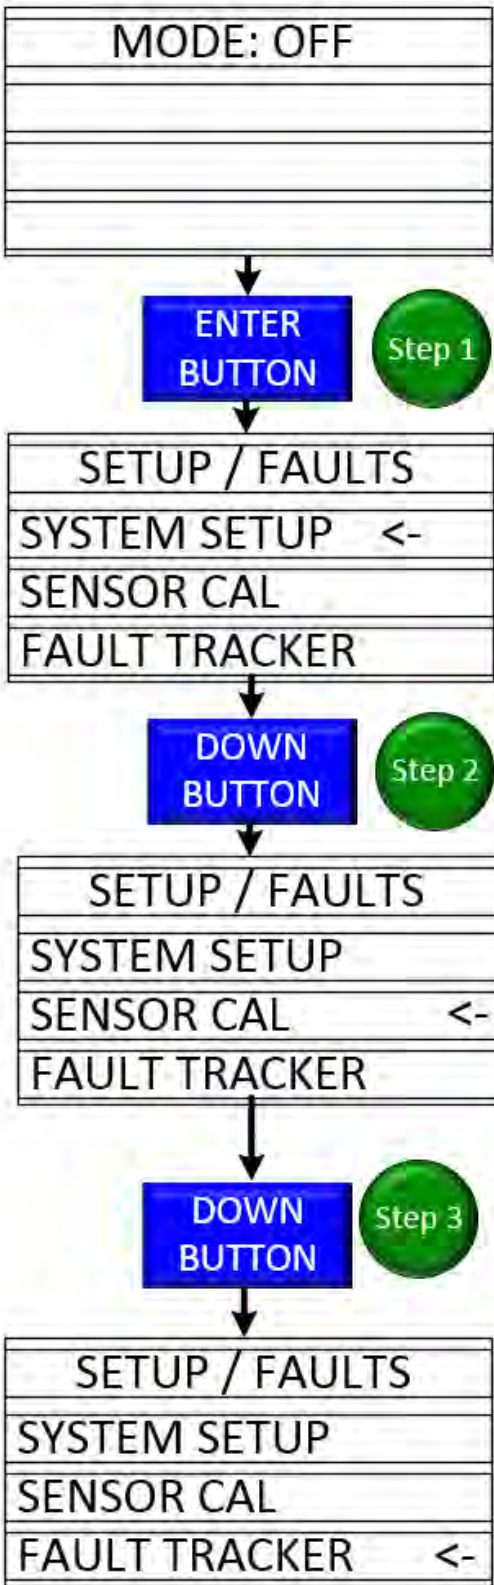 MODE: OFF
ENTER
BUTTON
Step 1
SETUP / FAULTS
SYSTEM SETUP <-
SENSOR CAL
FAULT TRACKER
DOWN
BUTTON
Step 2
SETUP / FAULTS
SYSTEM SETUP
SENSOR CAL <-
FAULT TRACKER
DOWN
BUTTON
Step 3
SETUP / FAULTS
SYSTEM SETUP
SENSOR CAL
FAULT TRACKER <-